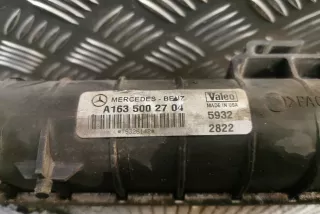 MERCEDES-BENZ
A163 500 27 04
Valeo
MADE IN USA
5932
2822